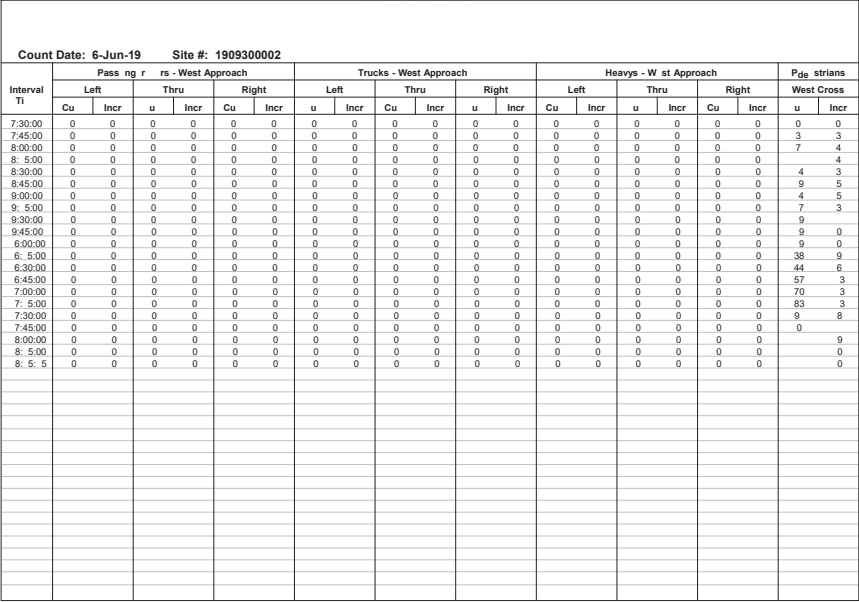 Count Date: 6-Jun-19 Site #: 1909300002
Pass ng r rs - West Approach Trucks - West Approach Heavys - W st Approach Pde strians
Interval Left Thru Right Left Thru Right Left Thru Right West Cross
Ti Cu Incr u Incr Cu Incr u Incr Cu Incr u Incr Cu Incr u Incr Cu Incr u Incr
7:30:00 0 0 0 0 0 0 0 0 0 0 0 0 0 0 0 0 0 0 0 0
7:45:00 0 0 0 0 0 0 0 0 0 0 0 0 0 0 0 0 0 0 3 3
8:00:00 0 0 0 0 0 0 0 0 0 0 0 0 0 0 0 0 0 0 7 4
8: 5:00 0 0 0 0 0 0 0 0 0 0 0 0 0 0 0 0 0 0 4
8:30:00 0 0 0 0 0 0 0 0 0 0 0 0 0 0 0 0 0 0 4 3
8:45:00 0 0 0 0 0 0 0 0 0 0 0 0 0 0 0 0 0 0 9 5
9:00:00 0 0 0 0 0 0 0 0 0 0 0 0 0 0 0 0 0 0 4 5
9: 5:00 0 0 0 0 0 0 0 0 0 0 0 0 0 0 0 0 0 0 7 3
9:30:00 0 0 0 0 0 0 0 0 0 0 0 0 0 0 0 0 0 0 9
9:45:00 0 0 0 0 0 0 0 0 0 0 0 0 0 0 0 0 0 0 9 0
6:00:00 0 0 0 0 0 0 0 0 0 0 0 0 0 0 0 0 0 0 9 0
6: 5:00 0 0 0 0 0 0 0 0 0 0 0 0 0 0 0 0 0 0 38 9
6:30:00 0 0 0 0 0 0 0 0 0 0 0 0 0 0 0 0 0 0 44 6
6:45:00 0 0 0 0 0 0 0 0 0 0 0 0 0 0 0 0 0 0 57 3
7:00:00 0 0 0 0 0 0 0 0 0 0 0 0 0 0 0 0 0 0 70 3
7: 5:00 0 0 0 0 0 0 0 0 0 0 0 0 0 0 0 0 0 0 83 3
7:30:00 0 0 0 0 0 0 0 0 0 0 0 0 0 0 0 0 0 0 9 8
7:45:00 0 0 0 0 0 0 0 0 0 0 0 0 0 0 0 0 0 0 0
8:00:00 0 0 0 0 0 0 0 0 0 0 0 0 0 0 0 0 0 0 9
8: 5:00 0 0 0 0 0 0 0 0 0 0 0 0 0 0 0 0 0 0 0
8: 5: 5 0 0 0 0 0 0 0 0 0 0 0 0 0 0 0 0 0 0 0